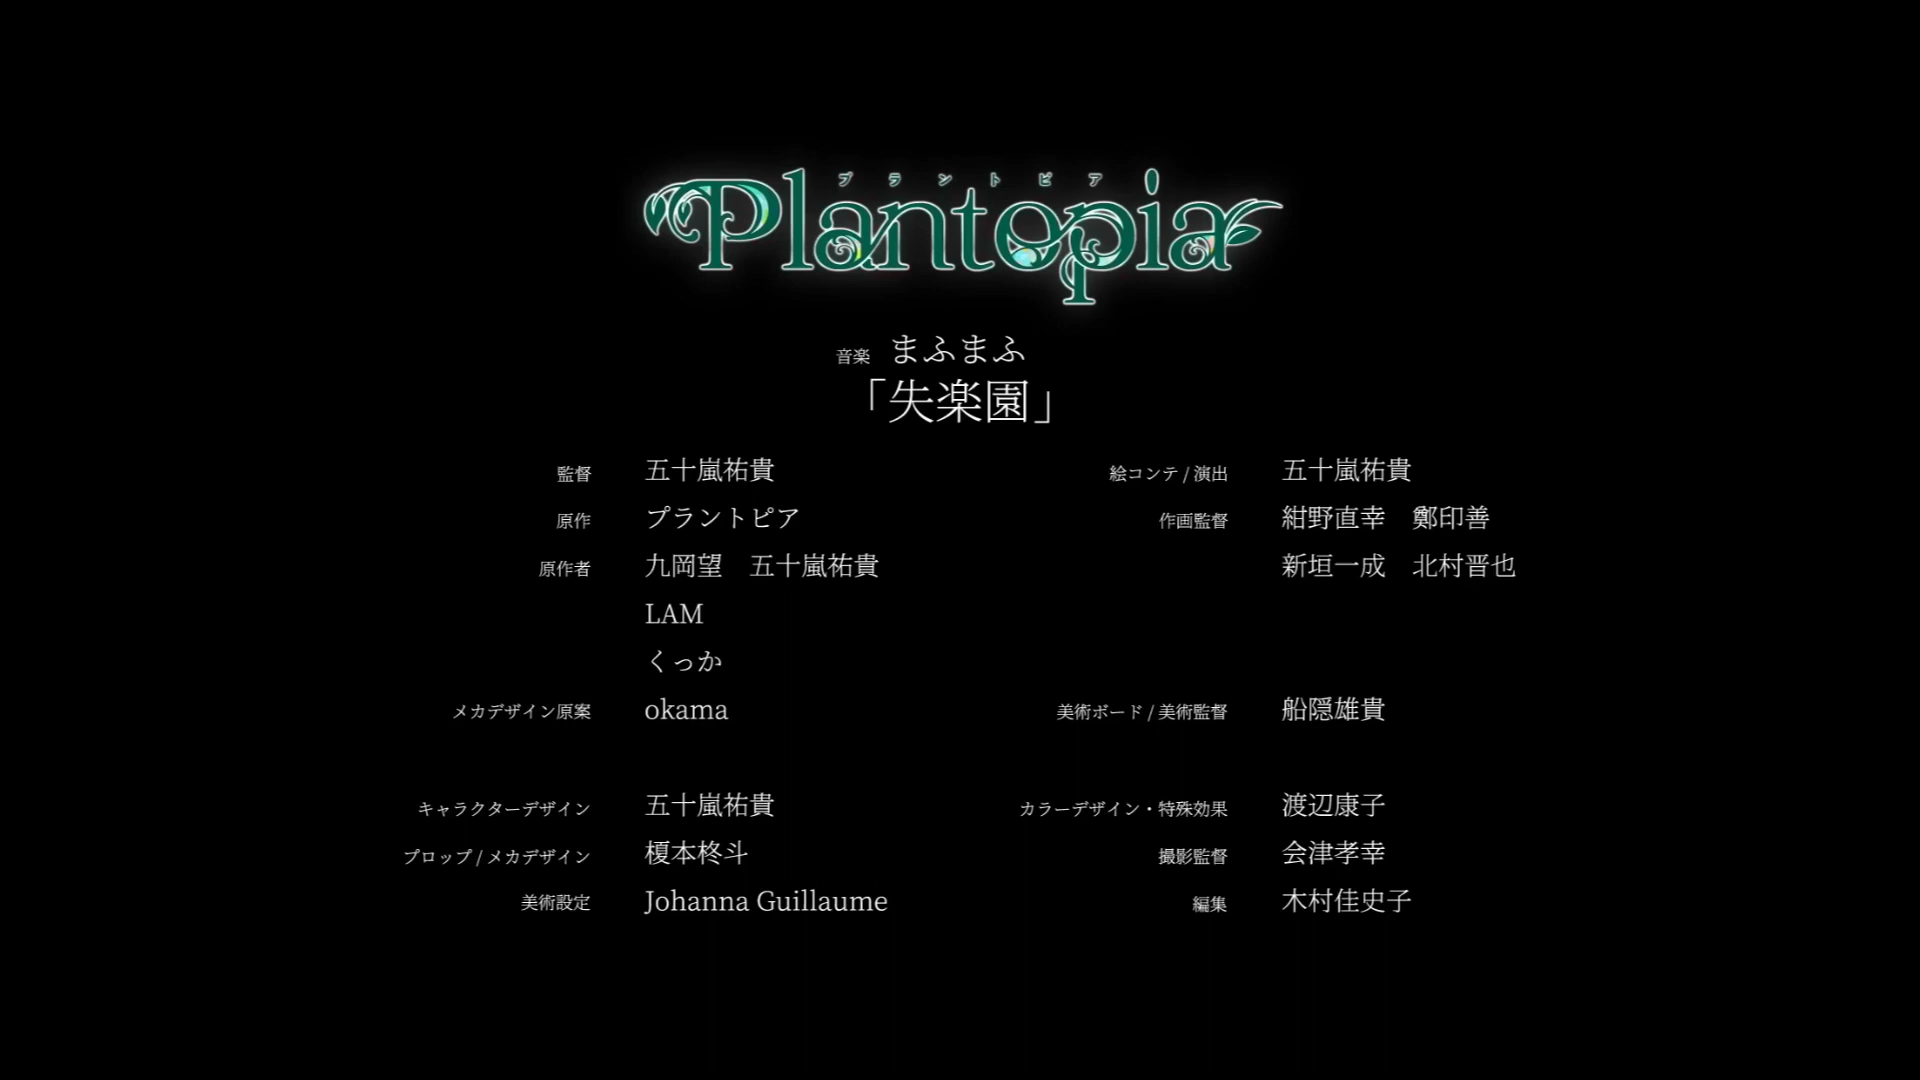 プラントピア
Plantopia
音楽 まふまふ
「失楽園」
監督 五十嵐祐貴
原作 プラントピア
原作者 九岡望 五十嵐祐貴
LAM
くっか
メカデザイン原案 okama
キャラクターデザイン 五十嵐祐貴
プロップ / メカデザイン 榎本柊斗
美術設定 Johanna Guillaume
絵コンテ / 演出 五十嵐祐貴
作画監督 紺野直幸 鄭印善
新垣一成 北村晋也
美術ボード / 美術監督 船隠雄貴
カラーデザイン・特殊効果 渡辺康子
撮影監督 会津孝幸
編集 木村佳史子